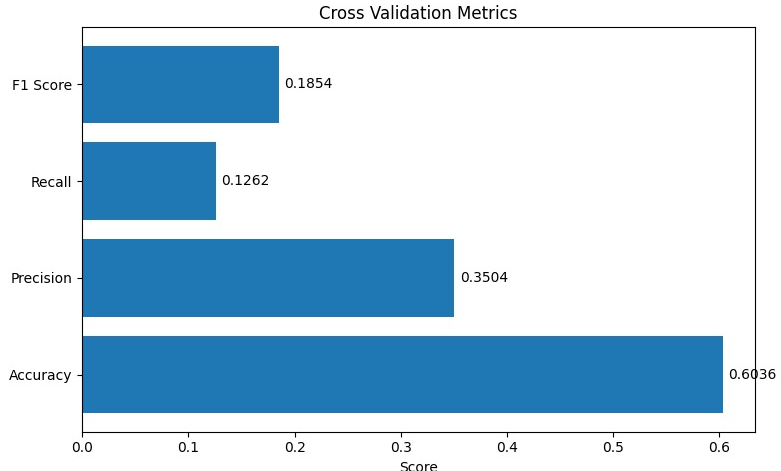 Cross Validation Metrics
F1 Score
0.1854
Recall
0.1262
Precision
0.3504
Accuracy
0.6036
0.0 0.1 0.2 0.3 0.4 0.5 0.6
Score